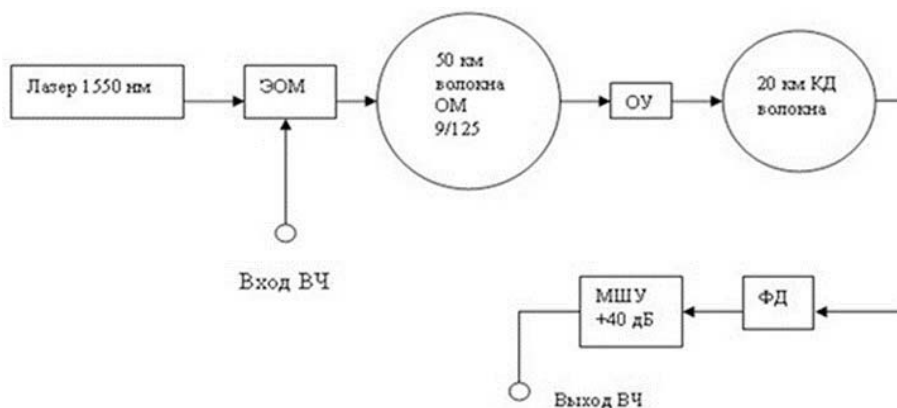 Лазер 1550 нм
ЭОМ
50 км
волокна
ОМ
9/125
ОУ
20 км КД
волокна
Вход ВЧ
МШУ
+40 дБ
ФД
Выход ВЧ